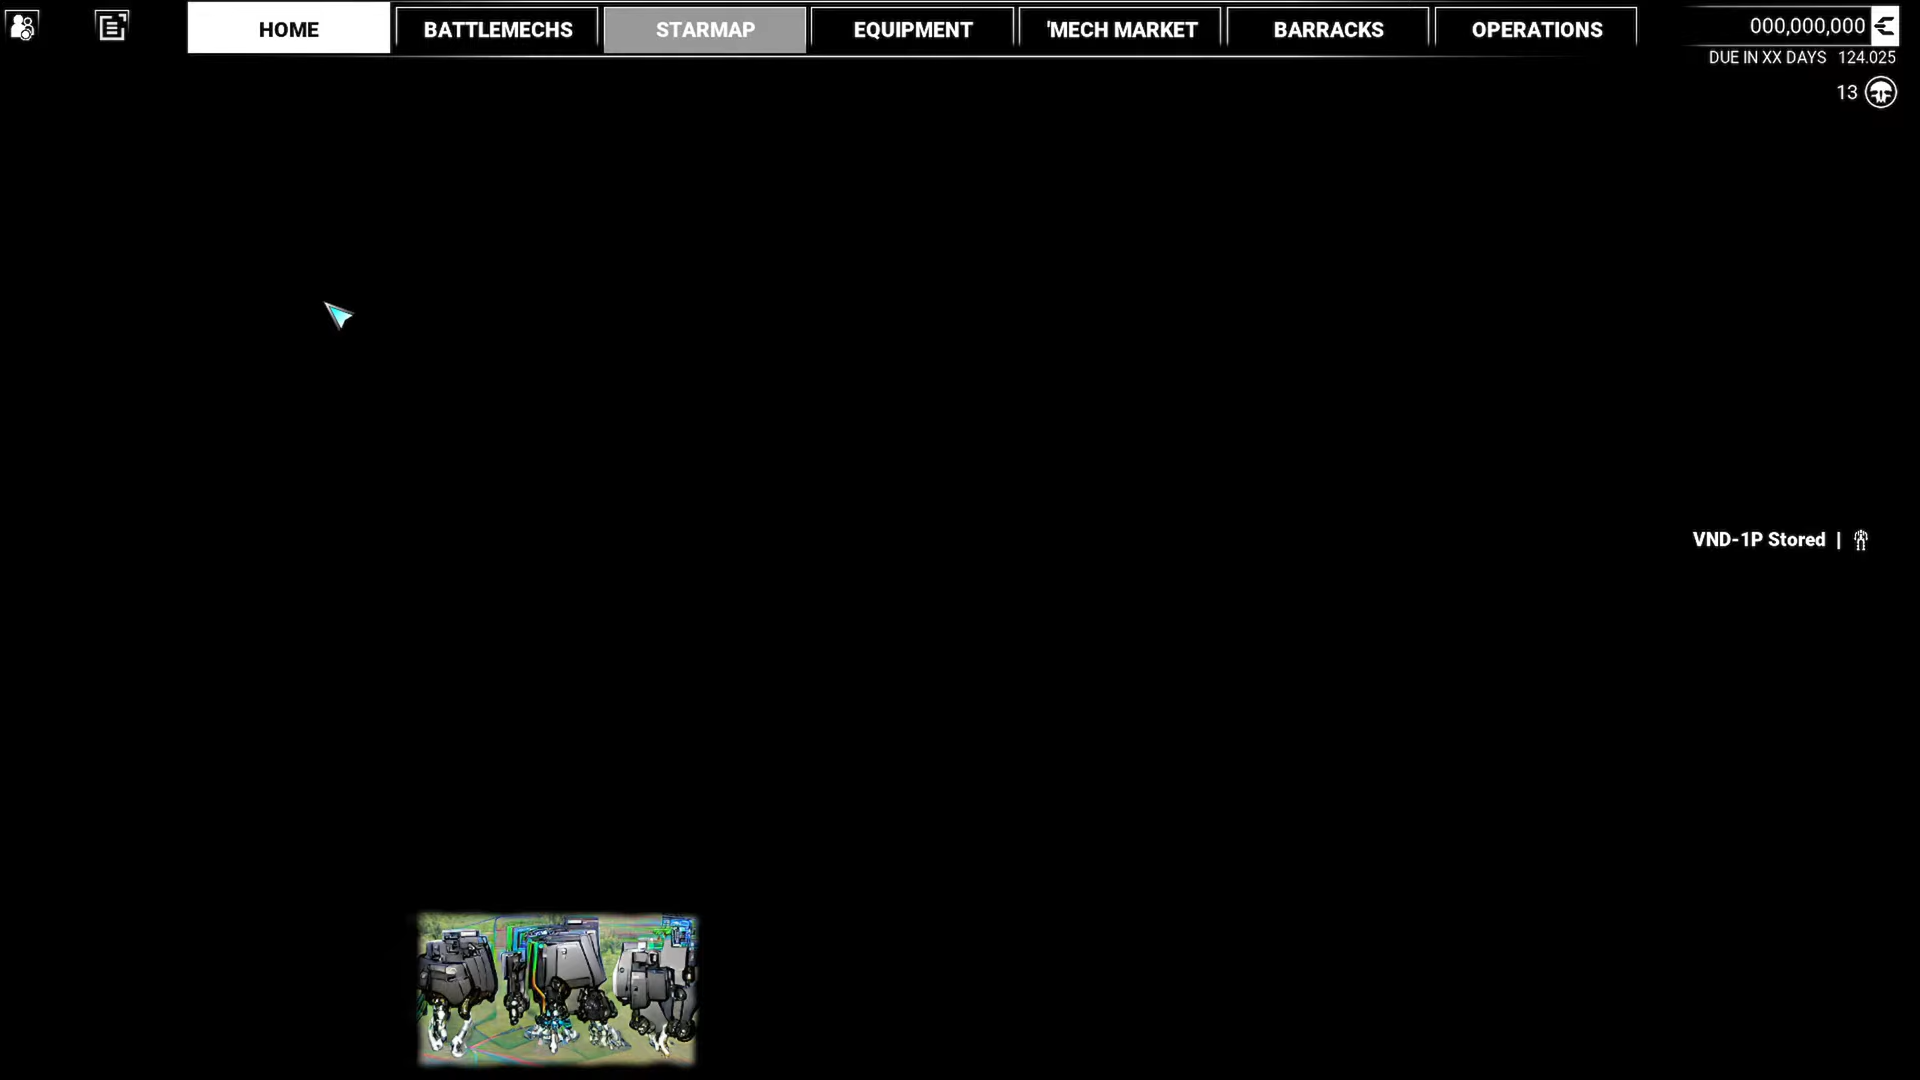 HOME
BATTLEMECHS
STARMAP
EQUIPMENT
'MECH MARKET
BARRACKS
OPERATIONS
000,000,000
DUE IN XX DAYS 124.025
13
VND-1P Stored |